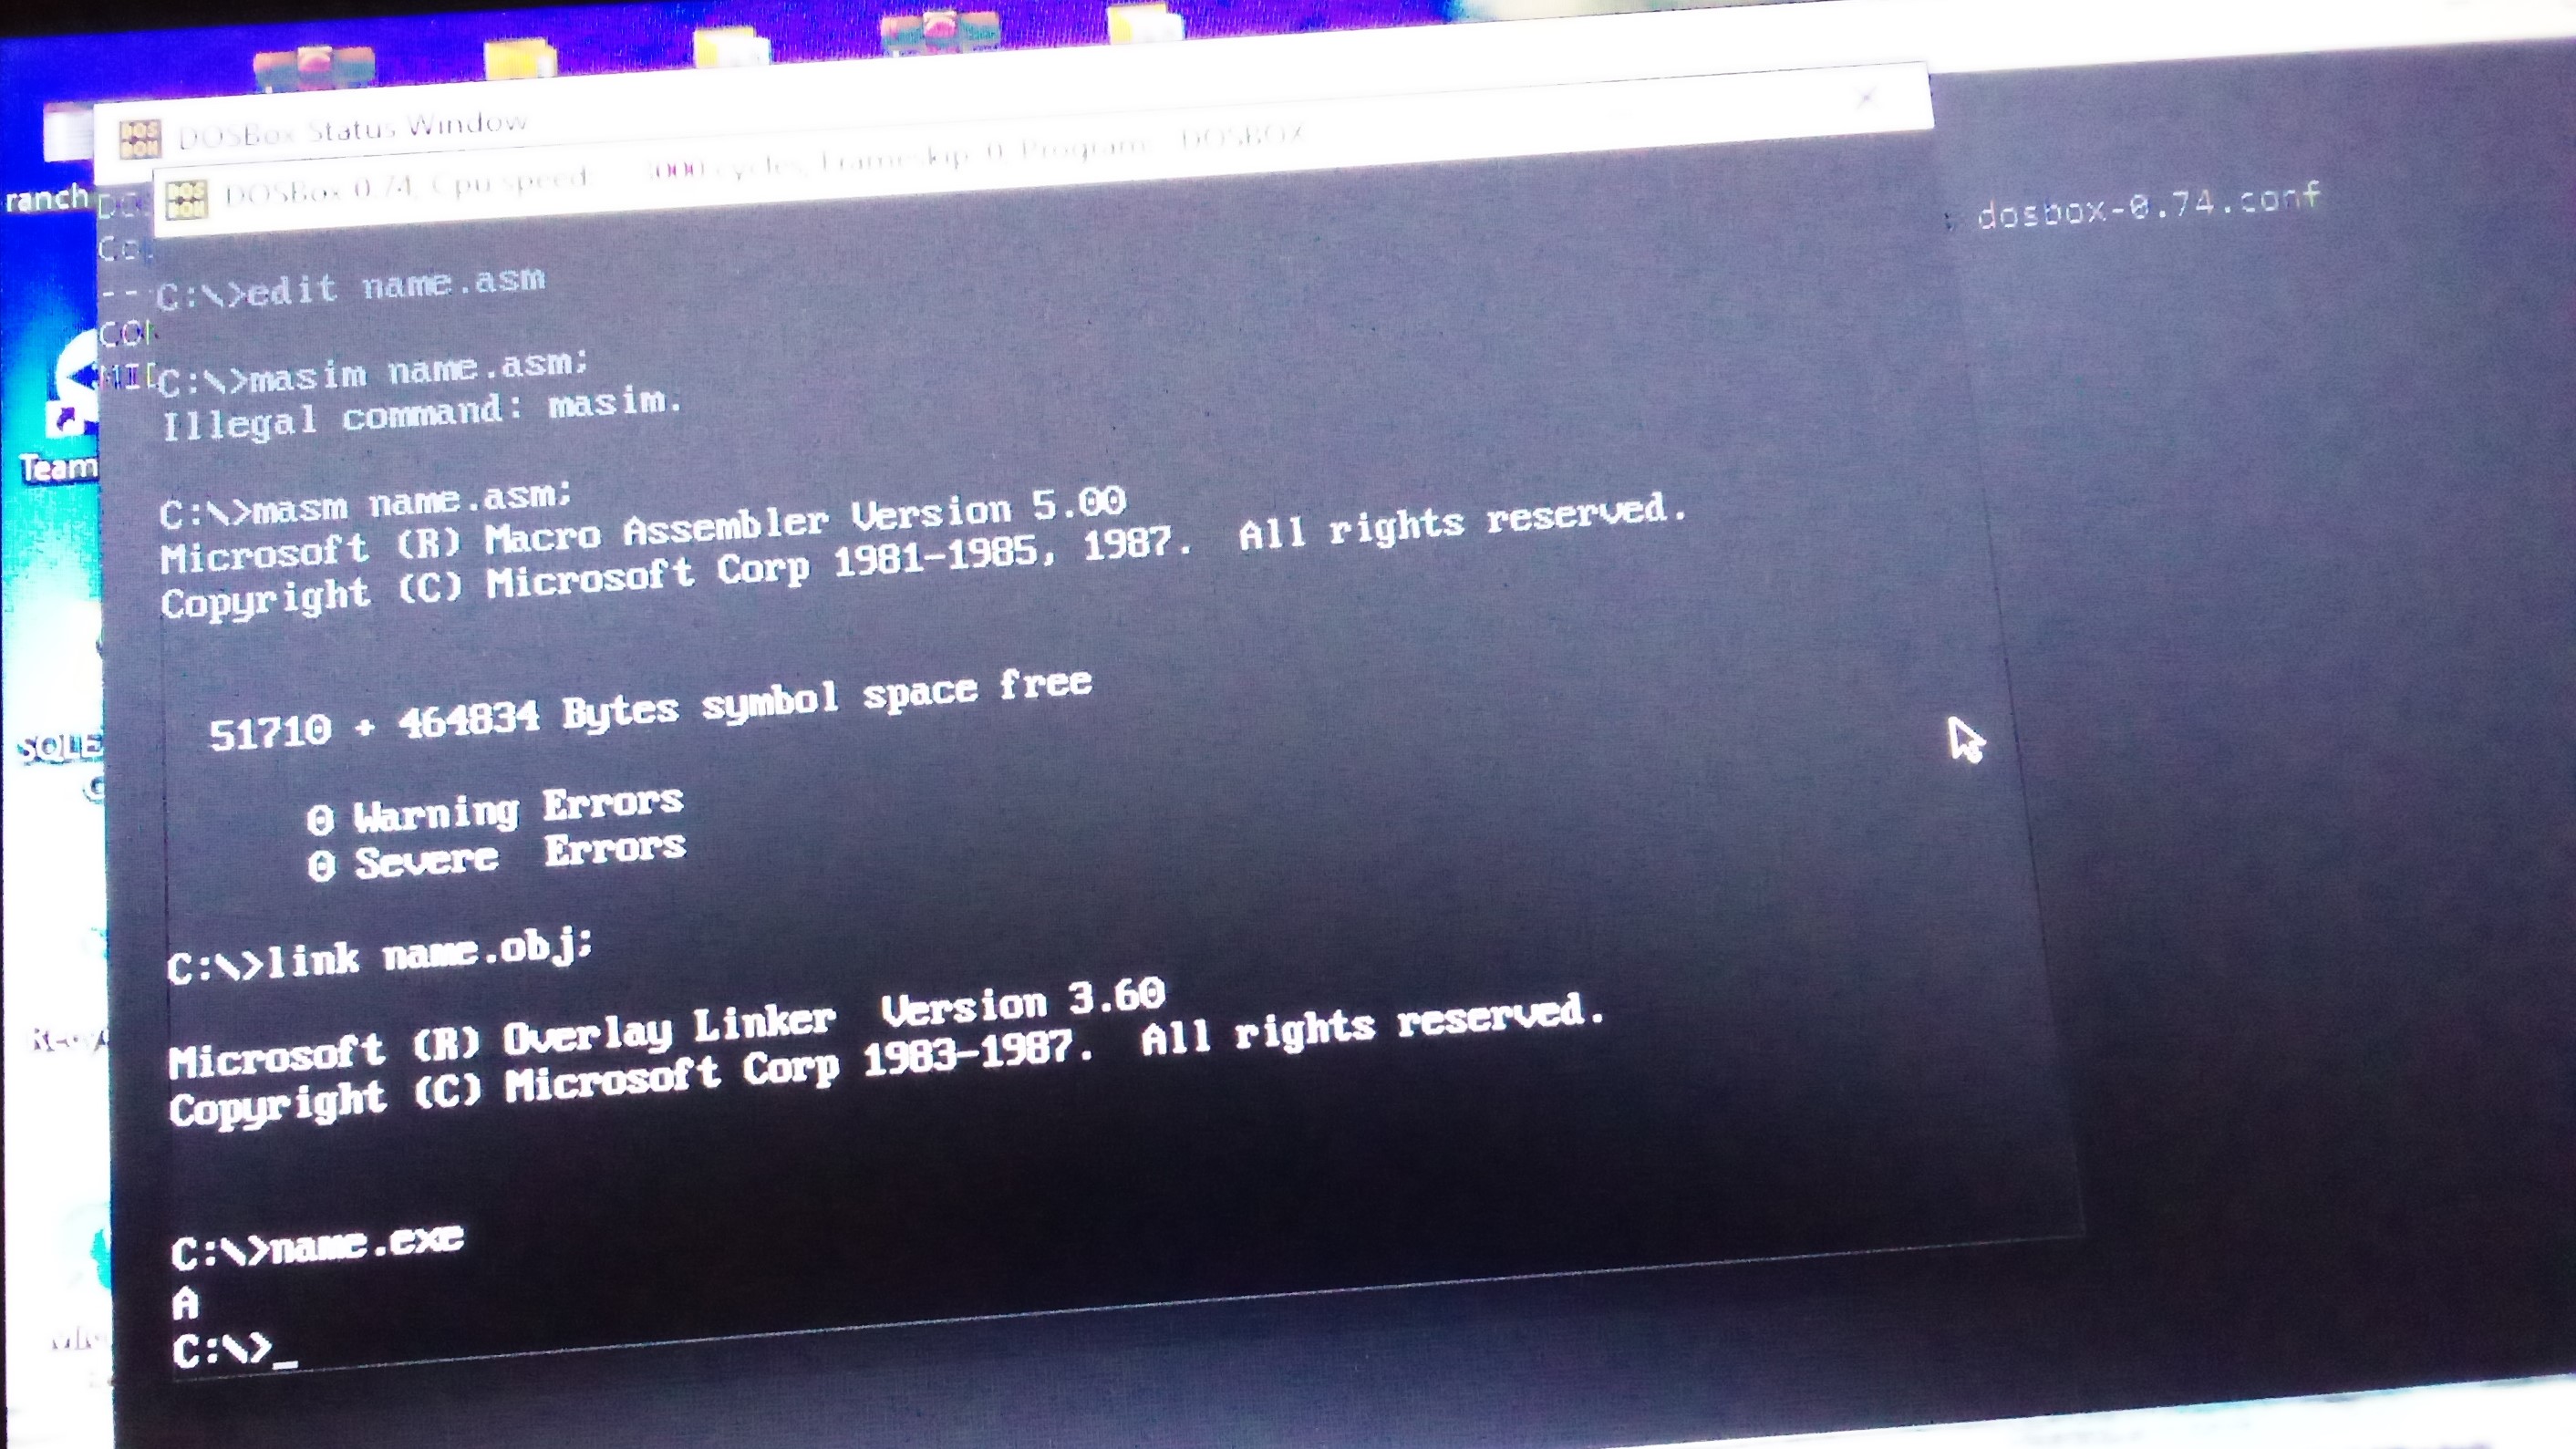 DOSBox Status Window
DOSBox 0.74, Cpu speed: 3000 cycles, Frameskip 0, Program: DOSBOX
ranch
dosbox-0.74.conf
C:\>edit name.asm
C:\>masim name.asm;
Illegal command: masim.
Team
C:\>masm name.asm;
Microsoft (R) Macro Assembler Version 5.00
Copyright (C) Microsoft Corp 1981-1985, 1987.  All rights reserved.
51710 + 464834 Bytes symbol space free
SQLE
0 Warning Errors
0 Severe  Errors
C:\>link name.obj;
Microsoft (R) Overlay Linker  Version 3.60
Copyright (C) Microsoft Corp 1983-1987.  All rights reserved.
C:\>name.exe
A
C:\>_